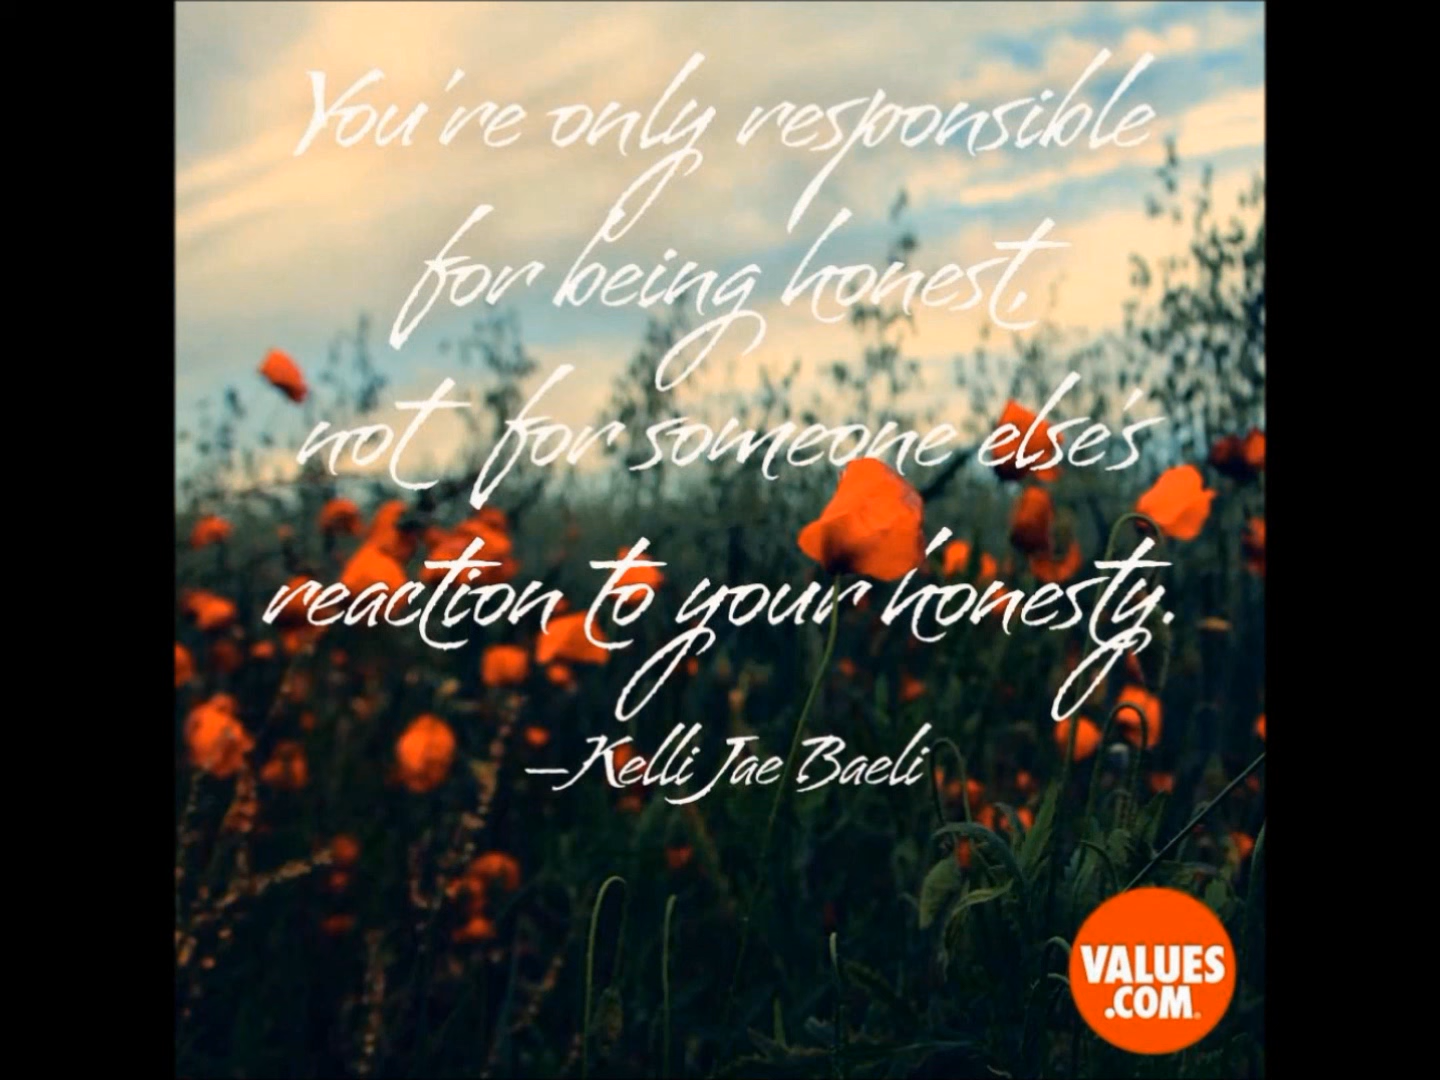 You're only responsible
for being honest,
not for someone else's
reaction to your honesty.
—Kelli Jae Baeli
VALUES
.COM